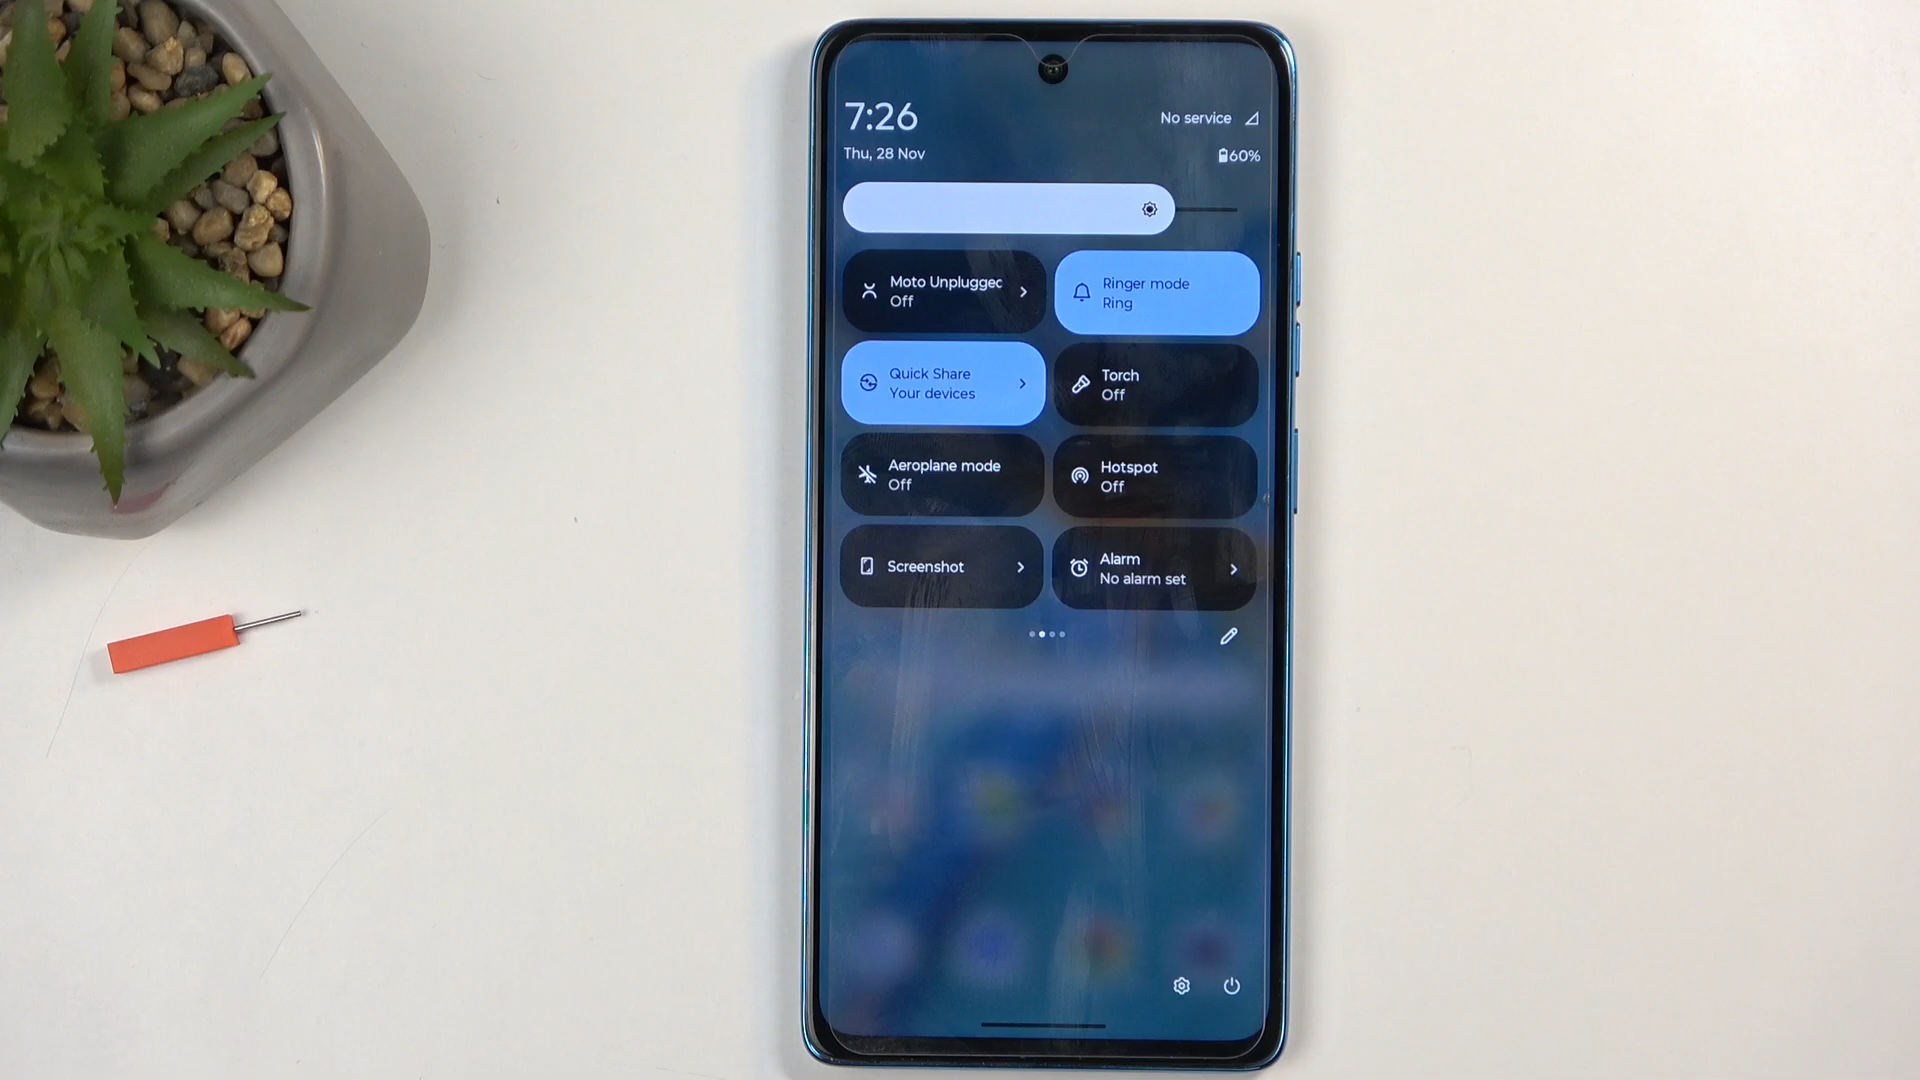 7:26
No service
Thu, 28 Nov
60%
Moto Unpluggec
Off
Ringer mode
Ring
Quick Share
Your devices
Torch
Off
Aeroplane mode
Off
Hotspot
Off
Screenshot
Alarm
No alarm set